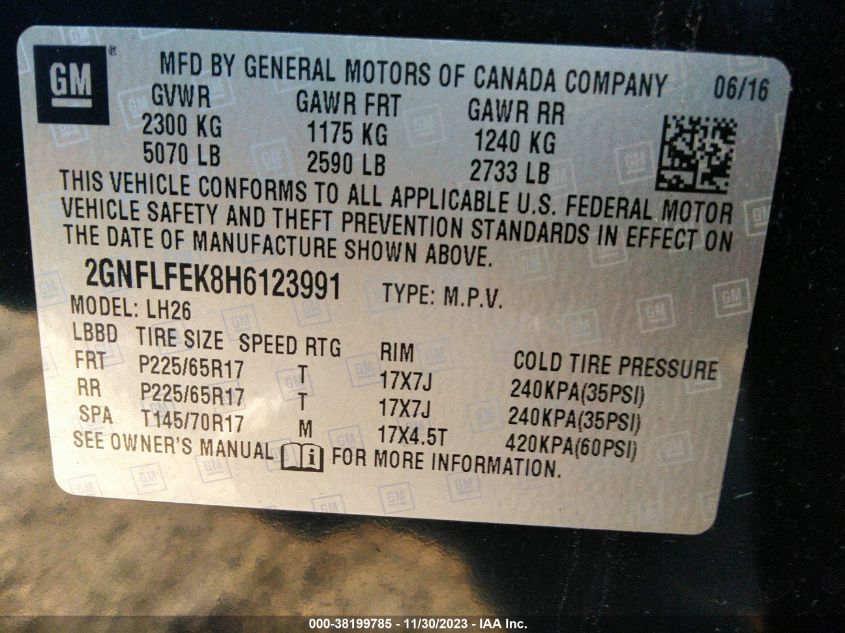 GM ® MFD BY GENERAL MOTORS OF CANADA COMPANY 06/16
GVWR GAWR FRT GAWR RR
2300 KG 1175 KG 1240 KG
5070 LB 2590 LB 2733 LB
THIS VEHICLE CONFORMS TO ALL APPLICABLE U.S. FEDERAL MOTOR
VEHICLE SAFETY AND THEFT PREVENTION STANDARDS IN EFFECT ON
THE DATE OF MANUFACTURE SHOWN ABOVE.
2GNFLFEK8H6123991 TYPE: M.P.V.
MODEL: LH26
LBBD TIRE SIZE SPEED RTG RIM COLD TIRE PRESSURE
FRT P225/65R17 T 17X7J 240KPA(35PSI)
RR P225/65R17 T 17X7J 240KPA(35PSI)
SPA T145/70R17 M 17X4.5T 420KPA(60PSI)
SEE OWNER'S MANUAL i FOR MORE INFORMATION.
000-38199785 - 11/30/2023 - IAA Inc.